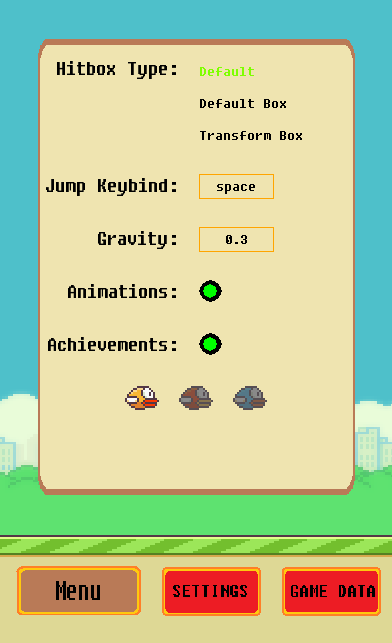 Hitbox Type: Default
Default Box
Transform Box
Jump Keybind: space
Gravity: 0.3
Animations:
Achievements:
Menu SETTINGS GAME DATA